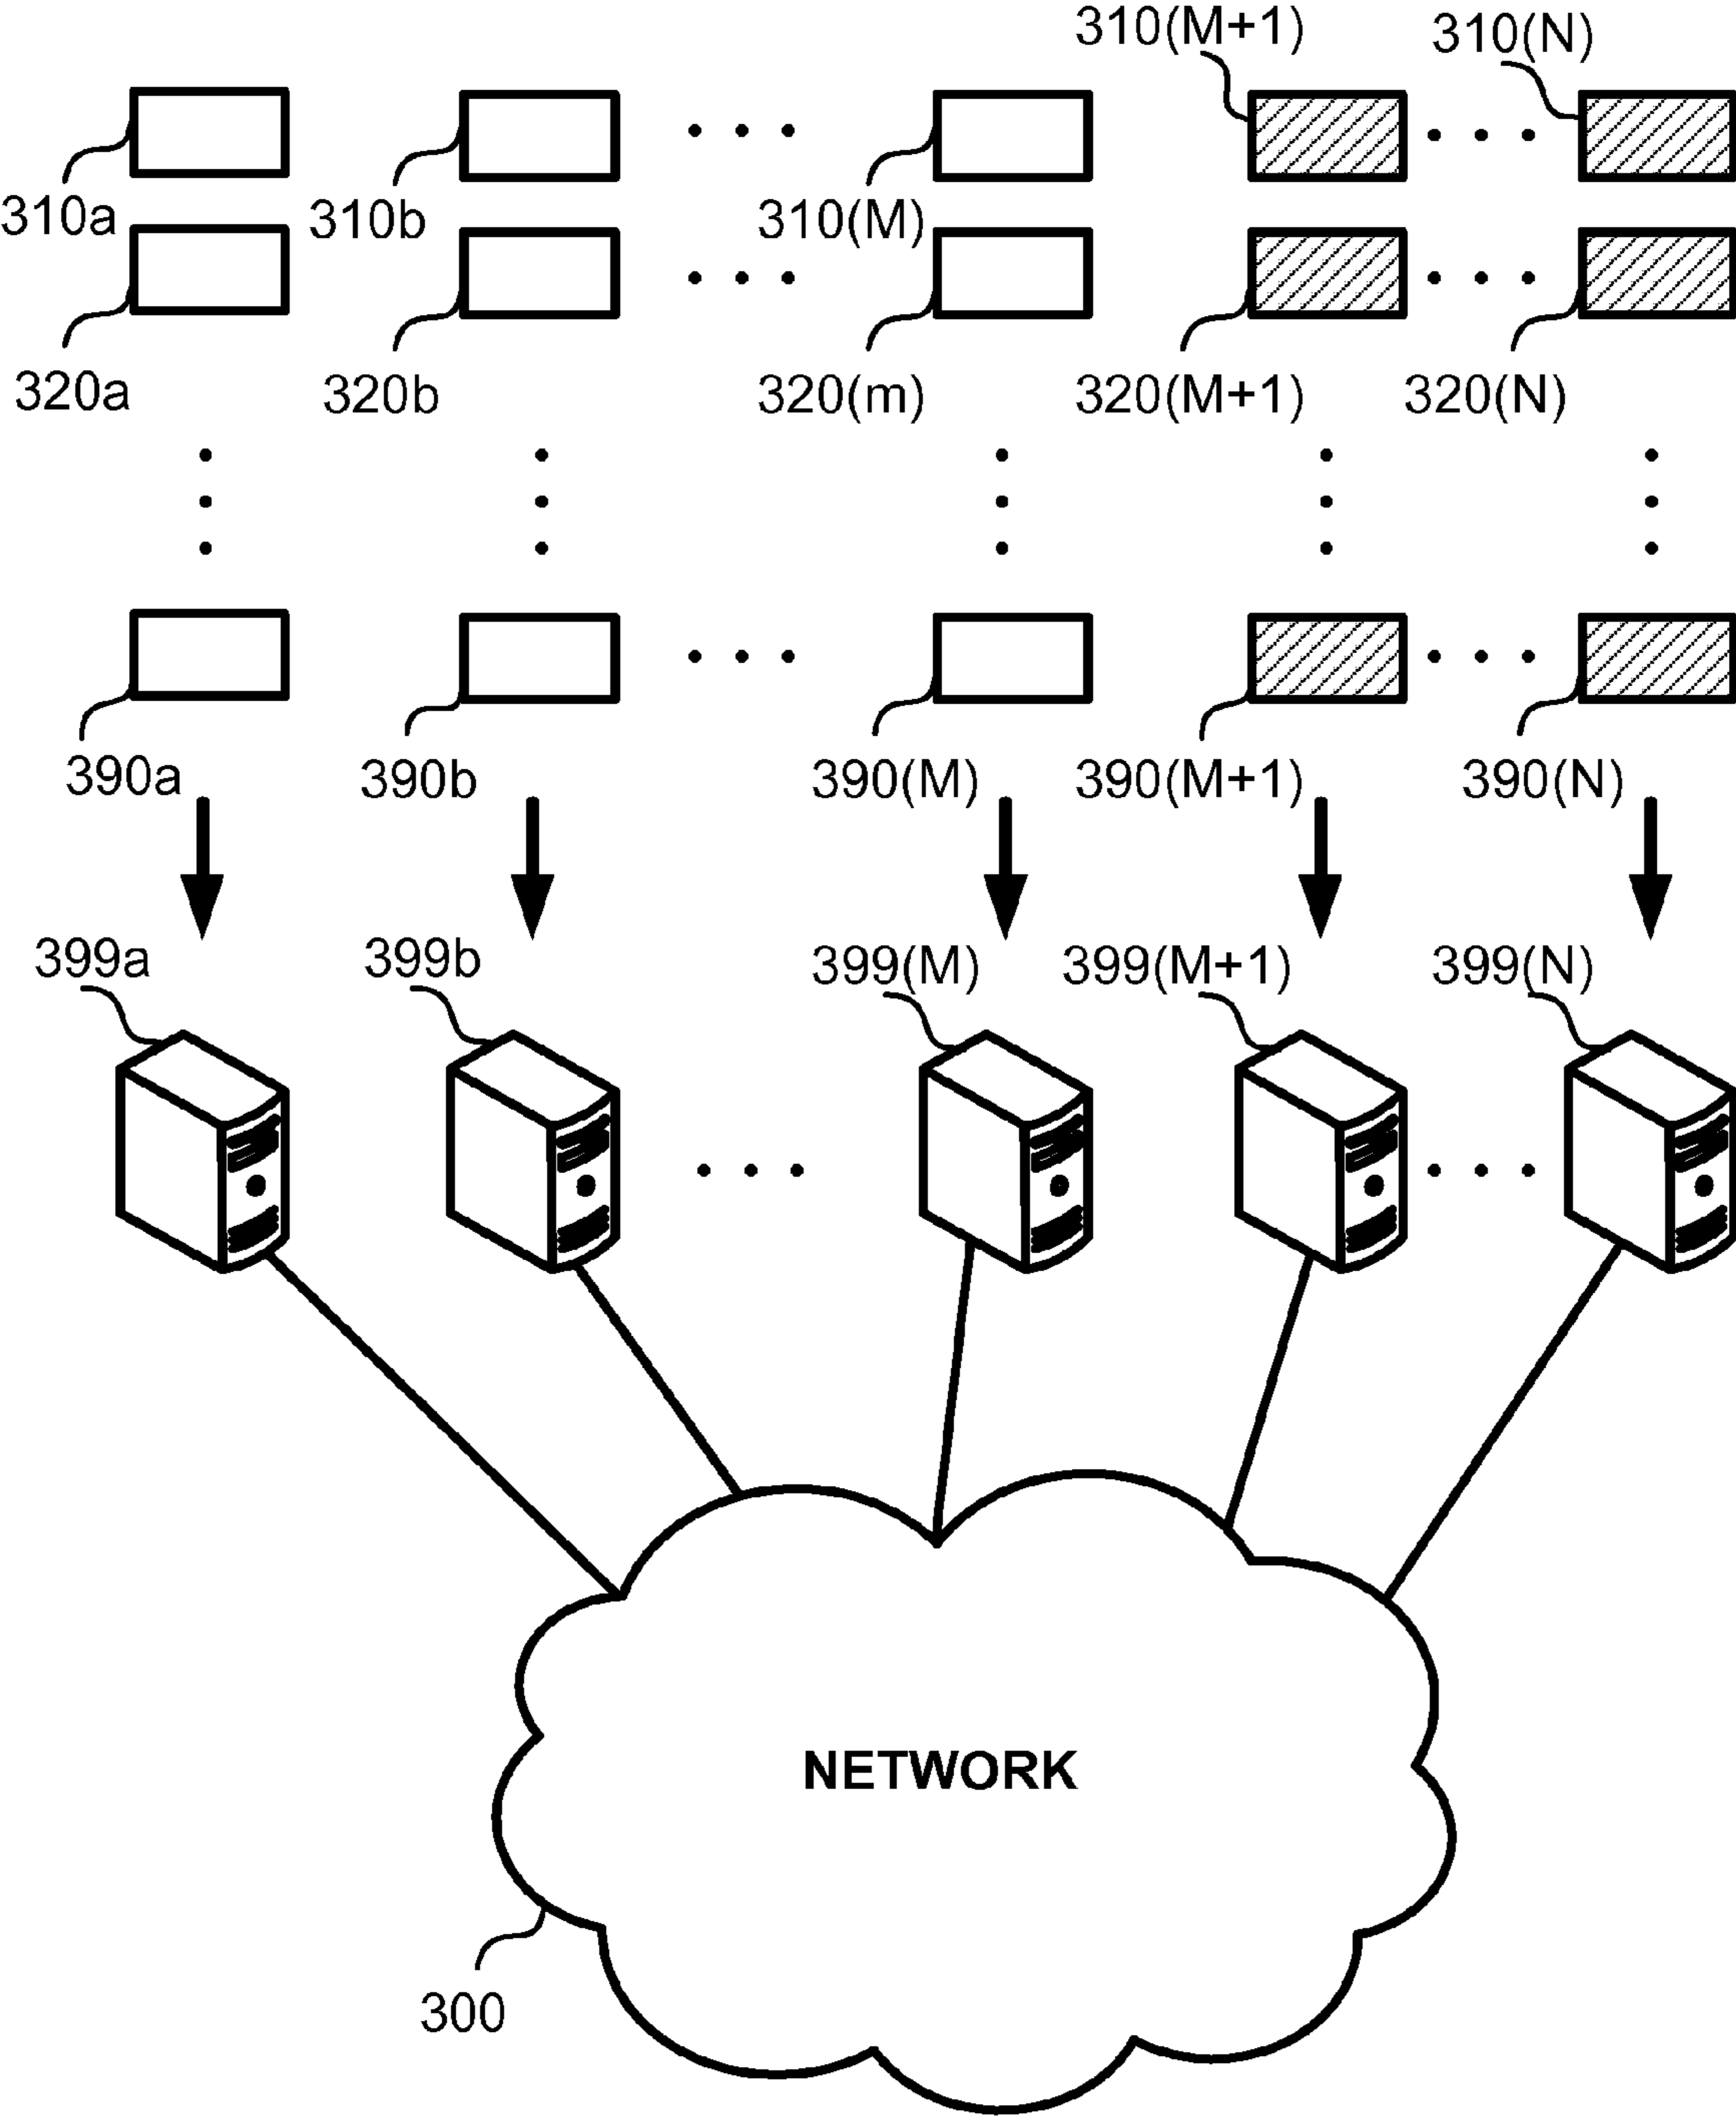 310(M+1) 310(N)
310a 310b 310(M)
320a 320b 320(m) 320(M+1) 320(N)
390a 390b 390(M) 390(M+1) 390(N)
399a 399b 399(M) 399(M+1) 399(N)
NETWORK
300